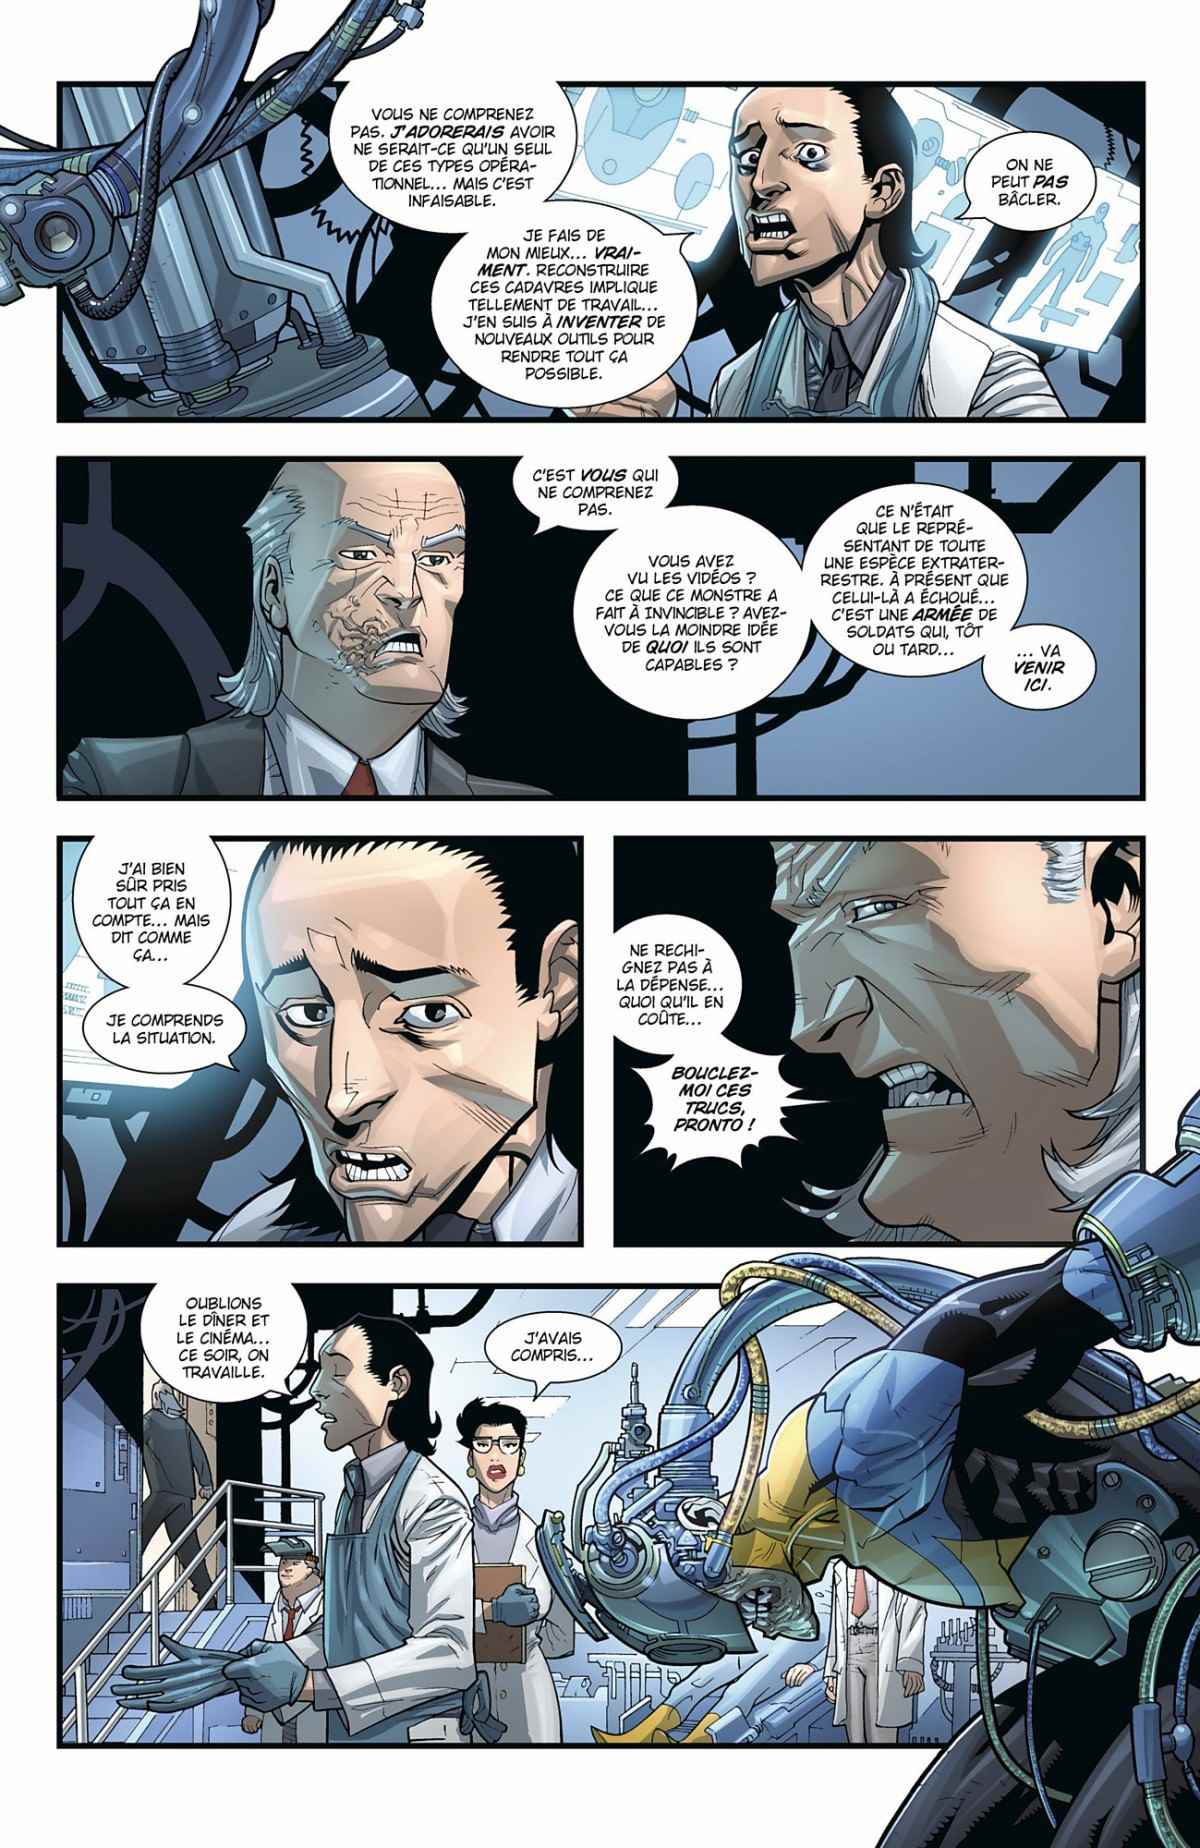 VOUS NE COMPRENEZ
PAS. J'ADORERAIS AVOIR
NE SERAIT-CE QU'UN SEUL
DE CES TYPES OPÉRA-
TIONNEL... MAIS C'EST
INFAISABLE.
JE FAIS DE
MON MIEUX... VRAI-
MENT. RECONSTRUIRE
CES CADAVRES IMPLIQUE
TELLEMENT DE TRAVAIL...
J'EN SUIS À INVENTER DE
NOUVEAUX OUTILS POUR
RENDRE TOUT ÇA
POSSIBLE.
ON NE
PEUT PAS
BÂCLER.
C'EST VOUS QUI
NE COMPRENEZ
PAS.
VOUS AVEZ
VU LES VIDÉOS ?
CE QUE CE MONSTRE A
FAIT À INVINCIBLE ? AVEZ-
VOUS LA MOINDRE IDÉE
DE QUOI ILS SONT
CAPABLES ?
CE N'ÉTAIT
QUE LE REPRÉ-
SENTANT DE TOUTE
UNE ESPÈCE EXTRATER-
RESTRE. À PRÉSENT QUE
CELUI-LÀ A ÉCHOUÉ...
C'EST UNE ARMÉE DE
SOLDATS QUI, TÔT
OU TARD...
... VA
VENIR
ICI.
J'AI BIEN
SÛR PRIS
TOUT ÇA EN
COMPTE... MAIS
DIT COMME
ÇA...
JE COMPRENDS
LA SITUATION.
NE RECHI-
GNEZ PAS À
LA DÉPENSE...
QUOI QU'IL EN
COÛTE...
BOUCLEZ-
MOI CES
TRUCS,
PRONTO !
OUBLIONS
LE DÎNER ET
LE CINÉMA...
CE SOIR, ON
TRAVAILLE.
J'AVAIS
COMPRIS...